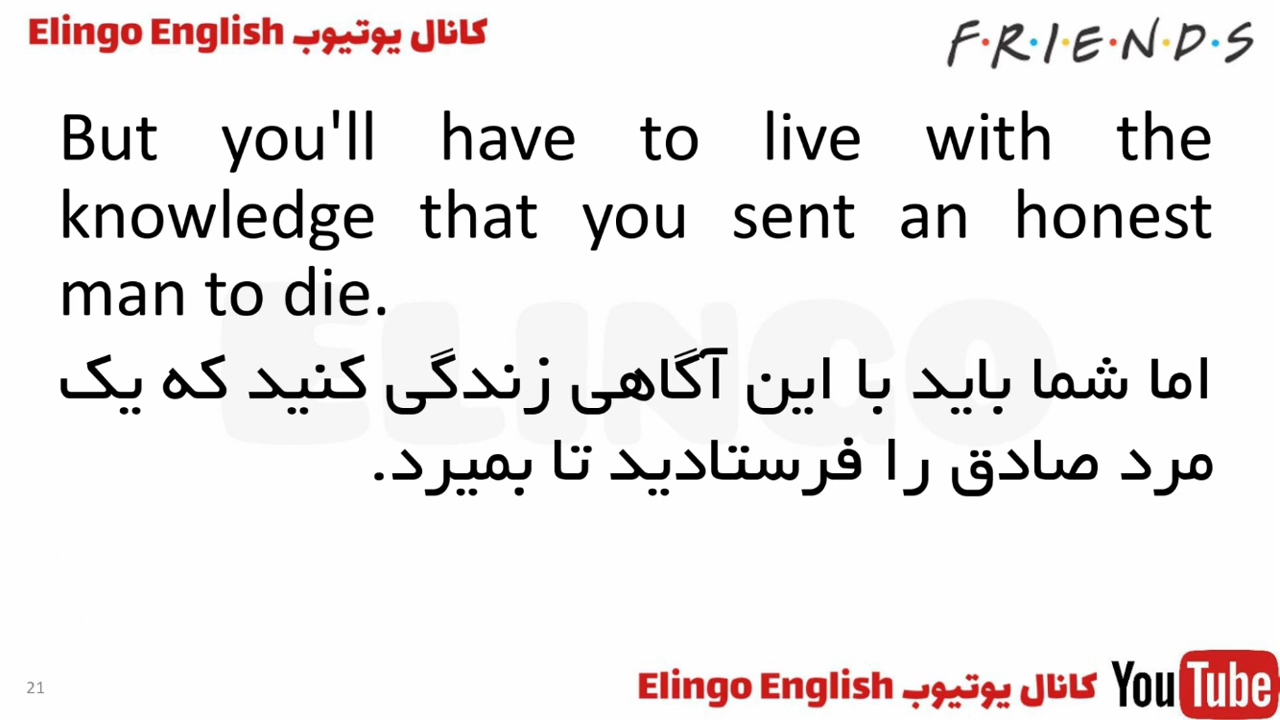 Elingo English کانال یوتیوب
F·R·I·E·N·D·S
But you'll have to live with the
knowledge that you sent an honest
man to die.
ELINGO
اما شما باید با این آگاهی زندگی کنید که یک
مرد صادق را فرستادید تا بمیرد.
21
Elingo English کانال یوتیوب
YouTube